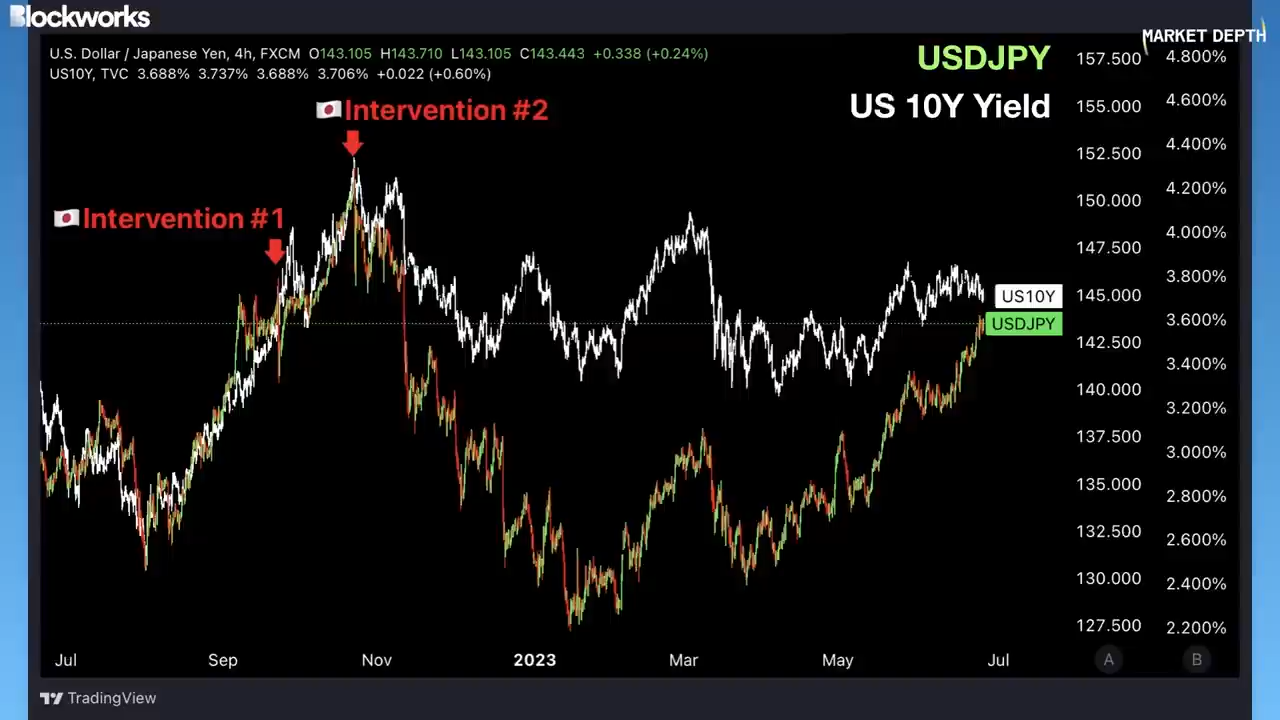 Blockworks
MARKET DEPTH
U.S. Dollar / Japanese Yen, 4h, FXCM O143.105 H143.710 L143.105 C143.443 +0.338 (+0.24%)
US10Y, TVC 3.688% 3.737% 3.688% 3.706% +0.022 (+0.60%)
USDJPY
US 10Y Yield
Intervention #2
Intervention #1
US10Y
USDJPY
157.500 4.800%
155.000 4.600%
152.500 4.400%
150.000 4.200%
147.500 4.000%
145.000 3.800%
142.500 3.600%
140.000 3.400%
137.500 3.200%
135.000 3.000%
132.500 2.800%
130.000 2.600%
127.500 2.400%
2.200%
Jul Sep Nov 2023 Mar May Jul A B
TradingView